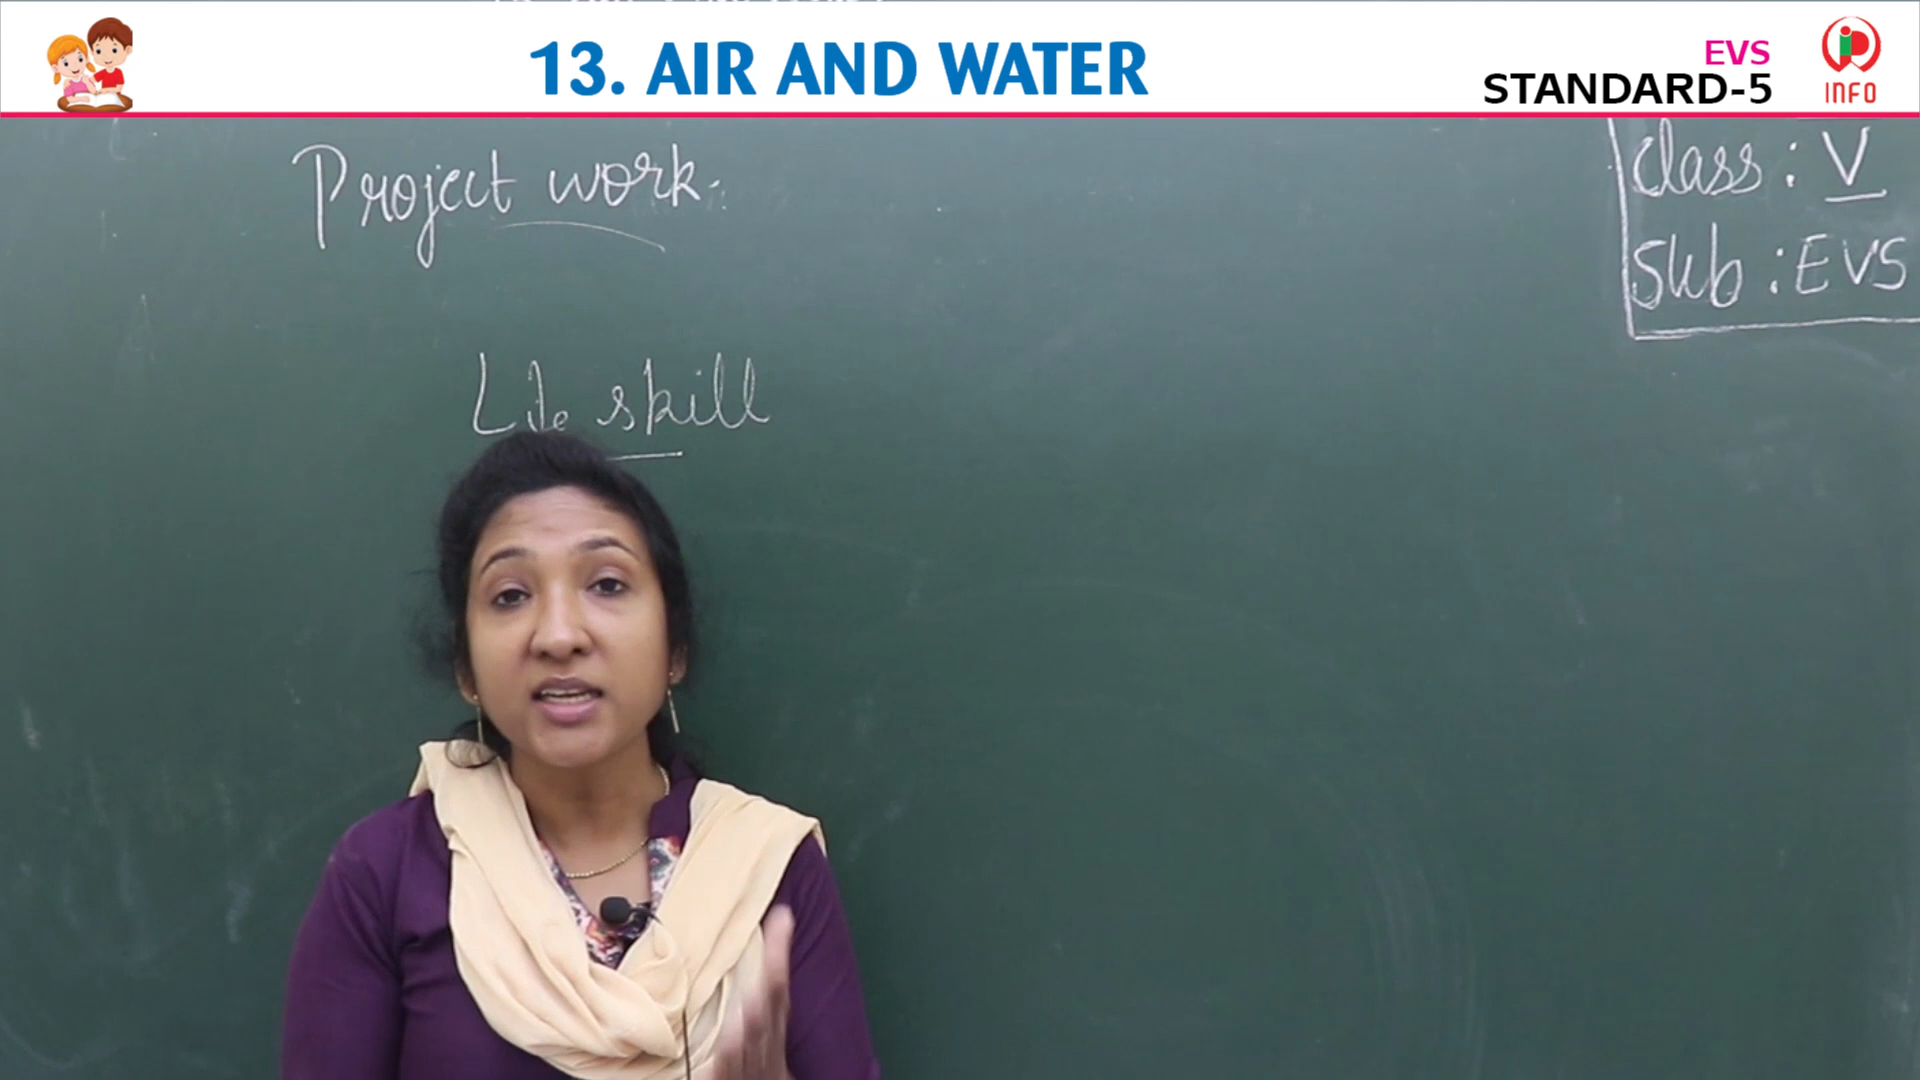 13. AIR AND WATER
EVS
STANDARD-5
INFO
Project work.
Class : V
Sub : EVS
Life skill